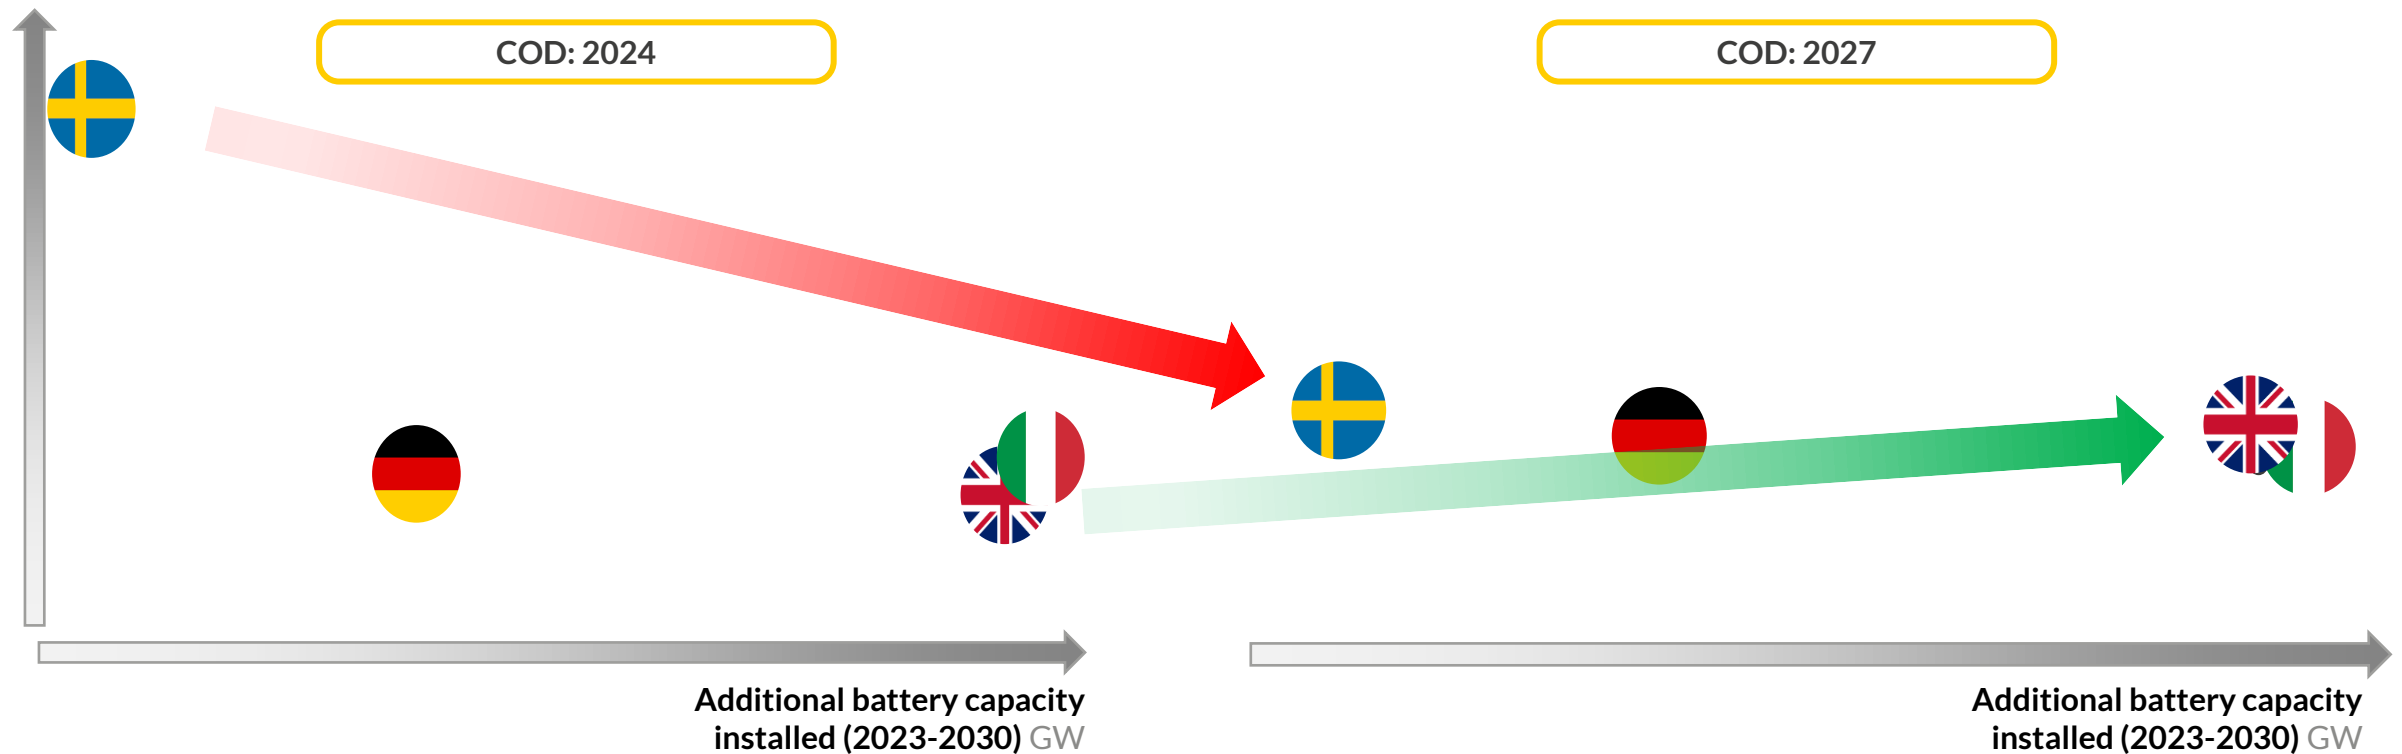 COD: 2024
COD: 2027
Additional battery capacity
installed (2023-2030) GW
Additional battery capacity
installed (2023-2030) GW